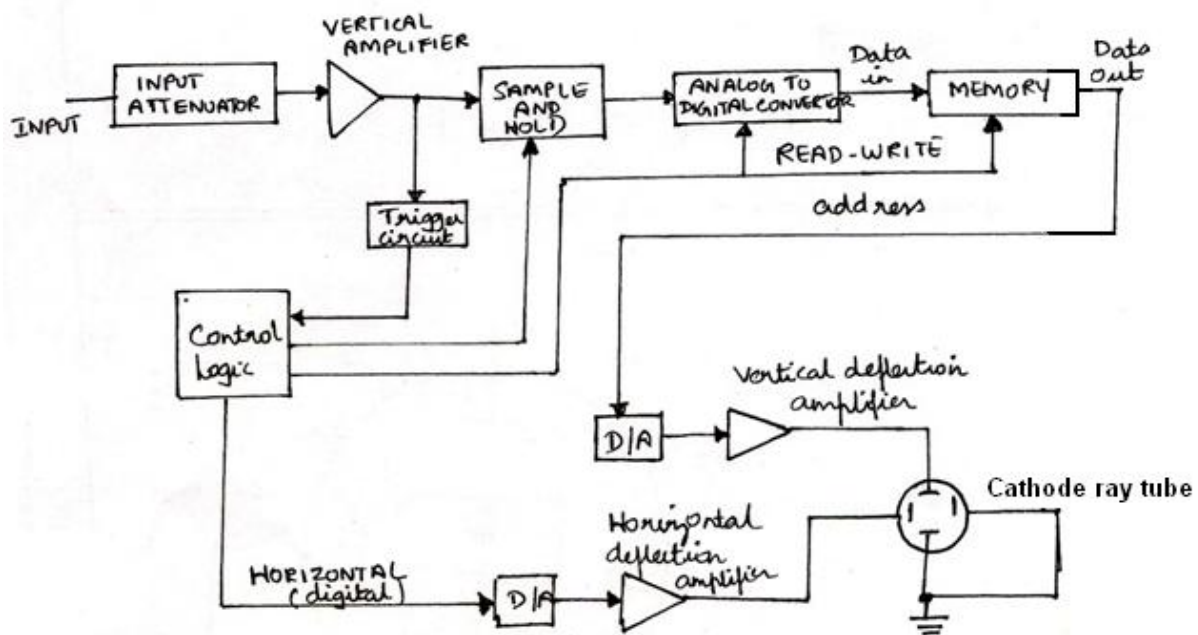 VERTICAL
AMPLIFIER
INPUT
INPUT
ATTENUATOR
SAMPLE
AND
HOLD
ANALOG TO
DIGITAL CONVERTOR
Data
in
MEMORY
Data
out
READ-WRITE
address
Trigger
circuit
Control
Logic
Vertical deflection
amplifier
D/A
Cathode ray tube
Horizontal
deflection
amplifier
HORIZONTAL
(digital)
D/A